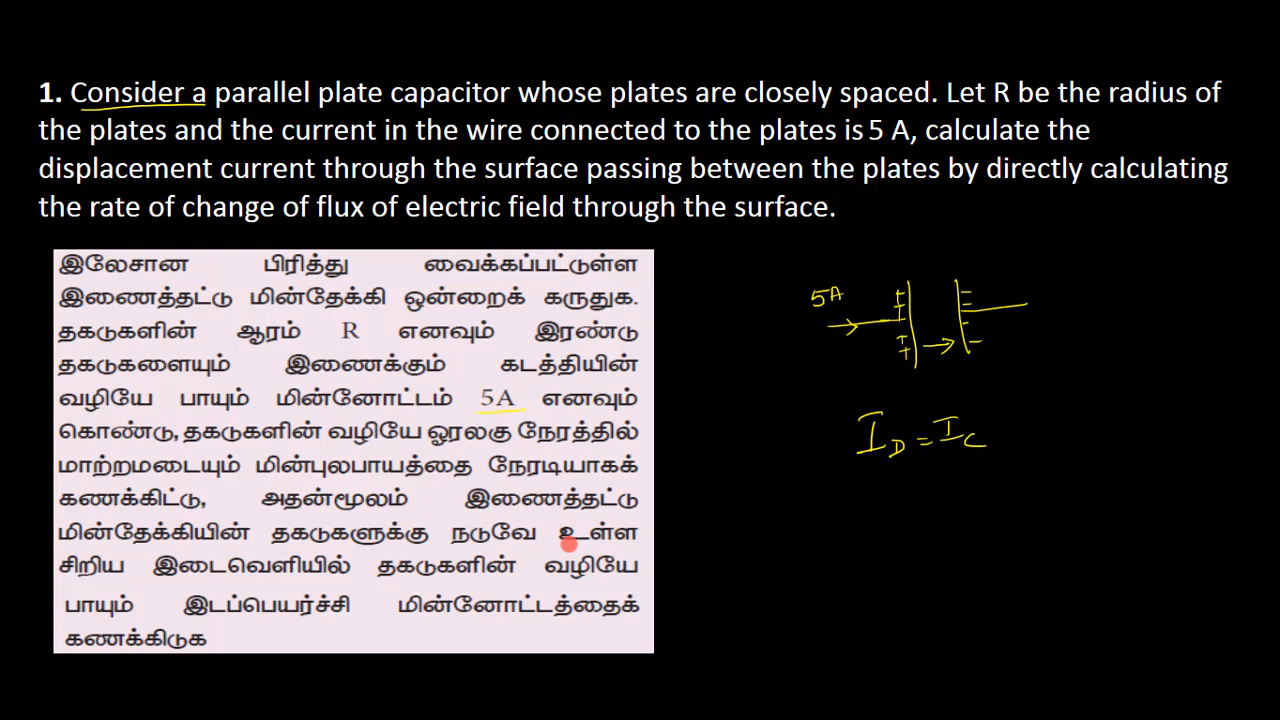 1. Consider a parallel plate capacitor whose plates are closely spaced. Let R be the radius of
the plates and the current in the wire connected to the plates is 5 A, calculate the
displacement current through the surface passing between the plates by directly calculating
the rate of change of flux of electric field through the surface.
இலேசான பிரித்து வைக்கப்பட்டுள்ள
இணைத்தட்டு மின்தேக்கி ஒன்றைக் கருதுக.
தகடுகளின் ஆரம் R எனவும் இரண்டு
தகடுகளையும் இணைக்கும் கடத்தியின்
வழியே பாயும் மின்னோட்டம் 5A எனவும்
கொண்டு, தகடுகளின் வழியே ஓரலகு நேரத்தில்
மாற்றமடையும் மின்புலபாயத்தை நேரடியாகக்
கணக்கிட்டு, அதன்மூலம் இணைத்தட்டு
மின்தேக்கியின் தகடுகளுக்கு நடுவே உள்ள
சிறிய இடைவெளியில் தகடுகளின் வழியே
பாயும் இடப்பெயர்ச்சி மின்னோட்டத்தைக்
கணக்கிடுக
5A
I_D = I_C